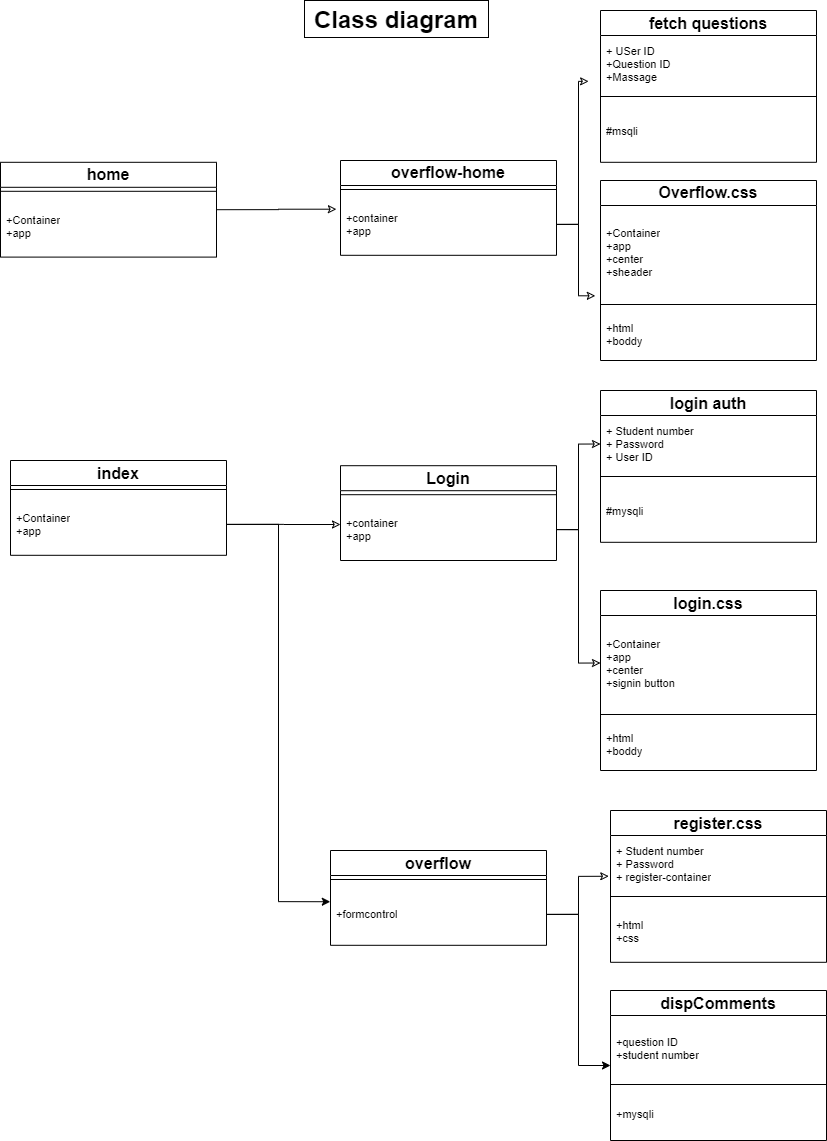 Class diagram
fetch questions
+ USer ID
+Question ID
+Massage
#msqli
home
+Container
+app
overflow-home
+container
+app
Overflow.css
+Container
+app
+center
+sheader
+html
+boddy
login auth
+ Student number
+ Password
+ User ID
#mysqli
index
+Container
+app
Login
+container
+app
login.css
+Container
+app
+center
+signin button
+html
+boddy
overflow
+formcontrol
register.css
+ Student number
+ Password
+ register-container
+html
+css
dispComments
+question ID
+student number
+mysqli